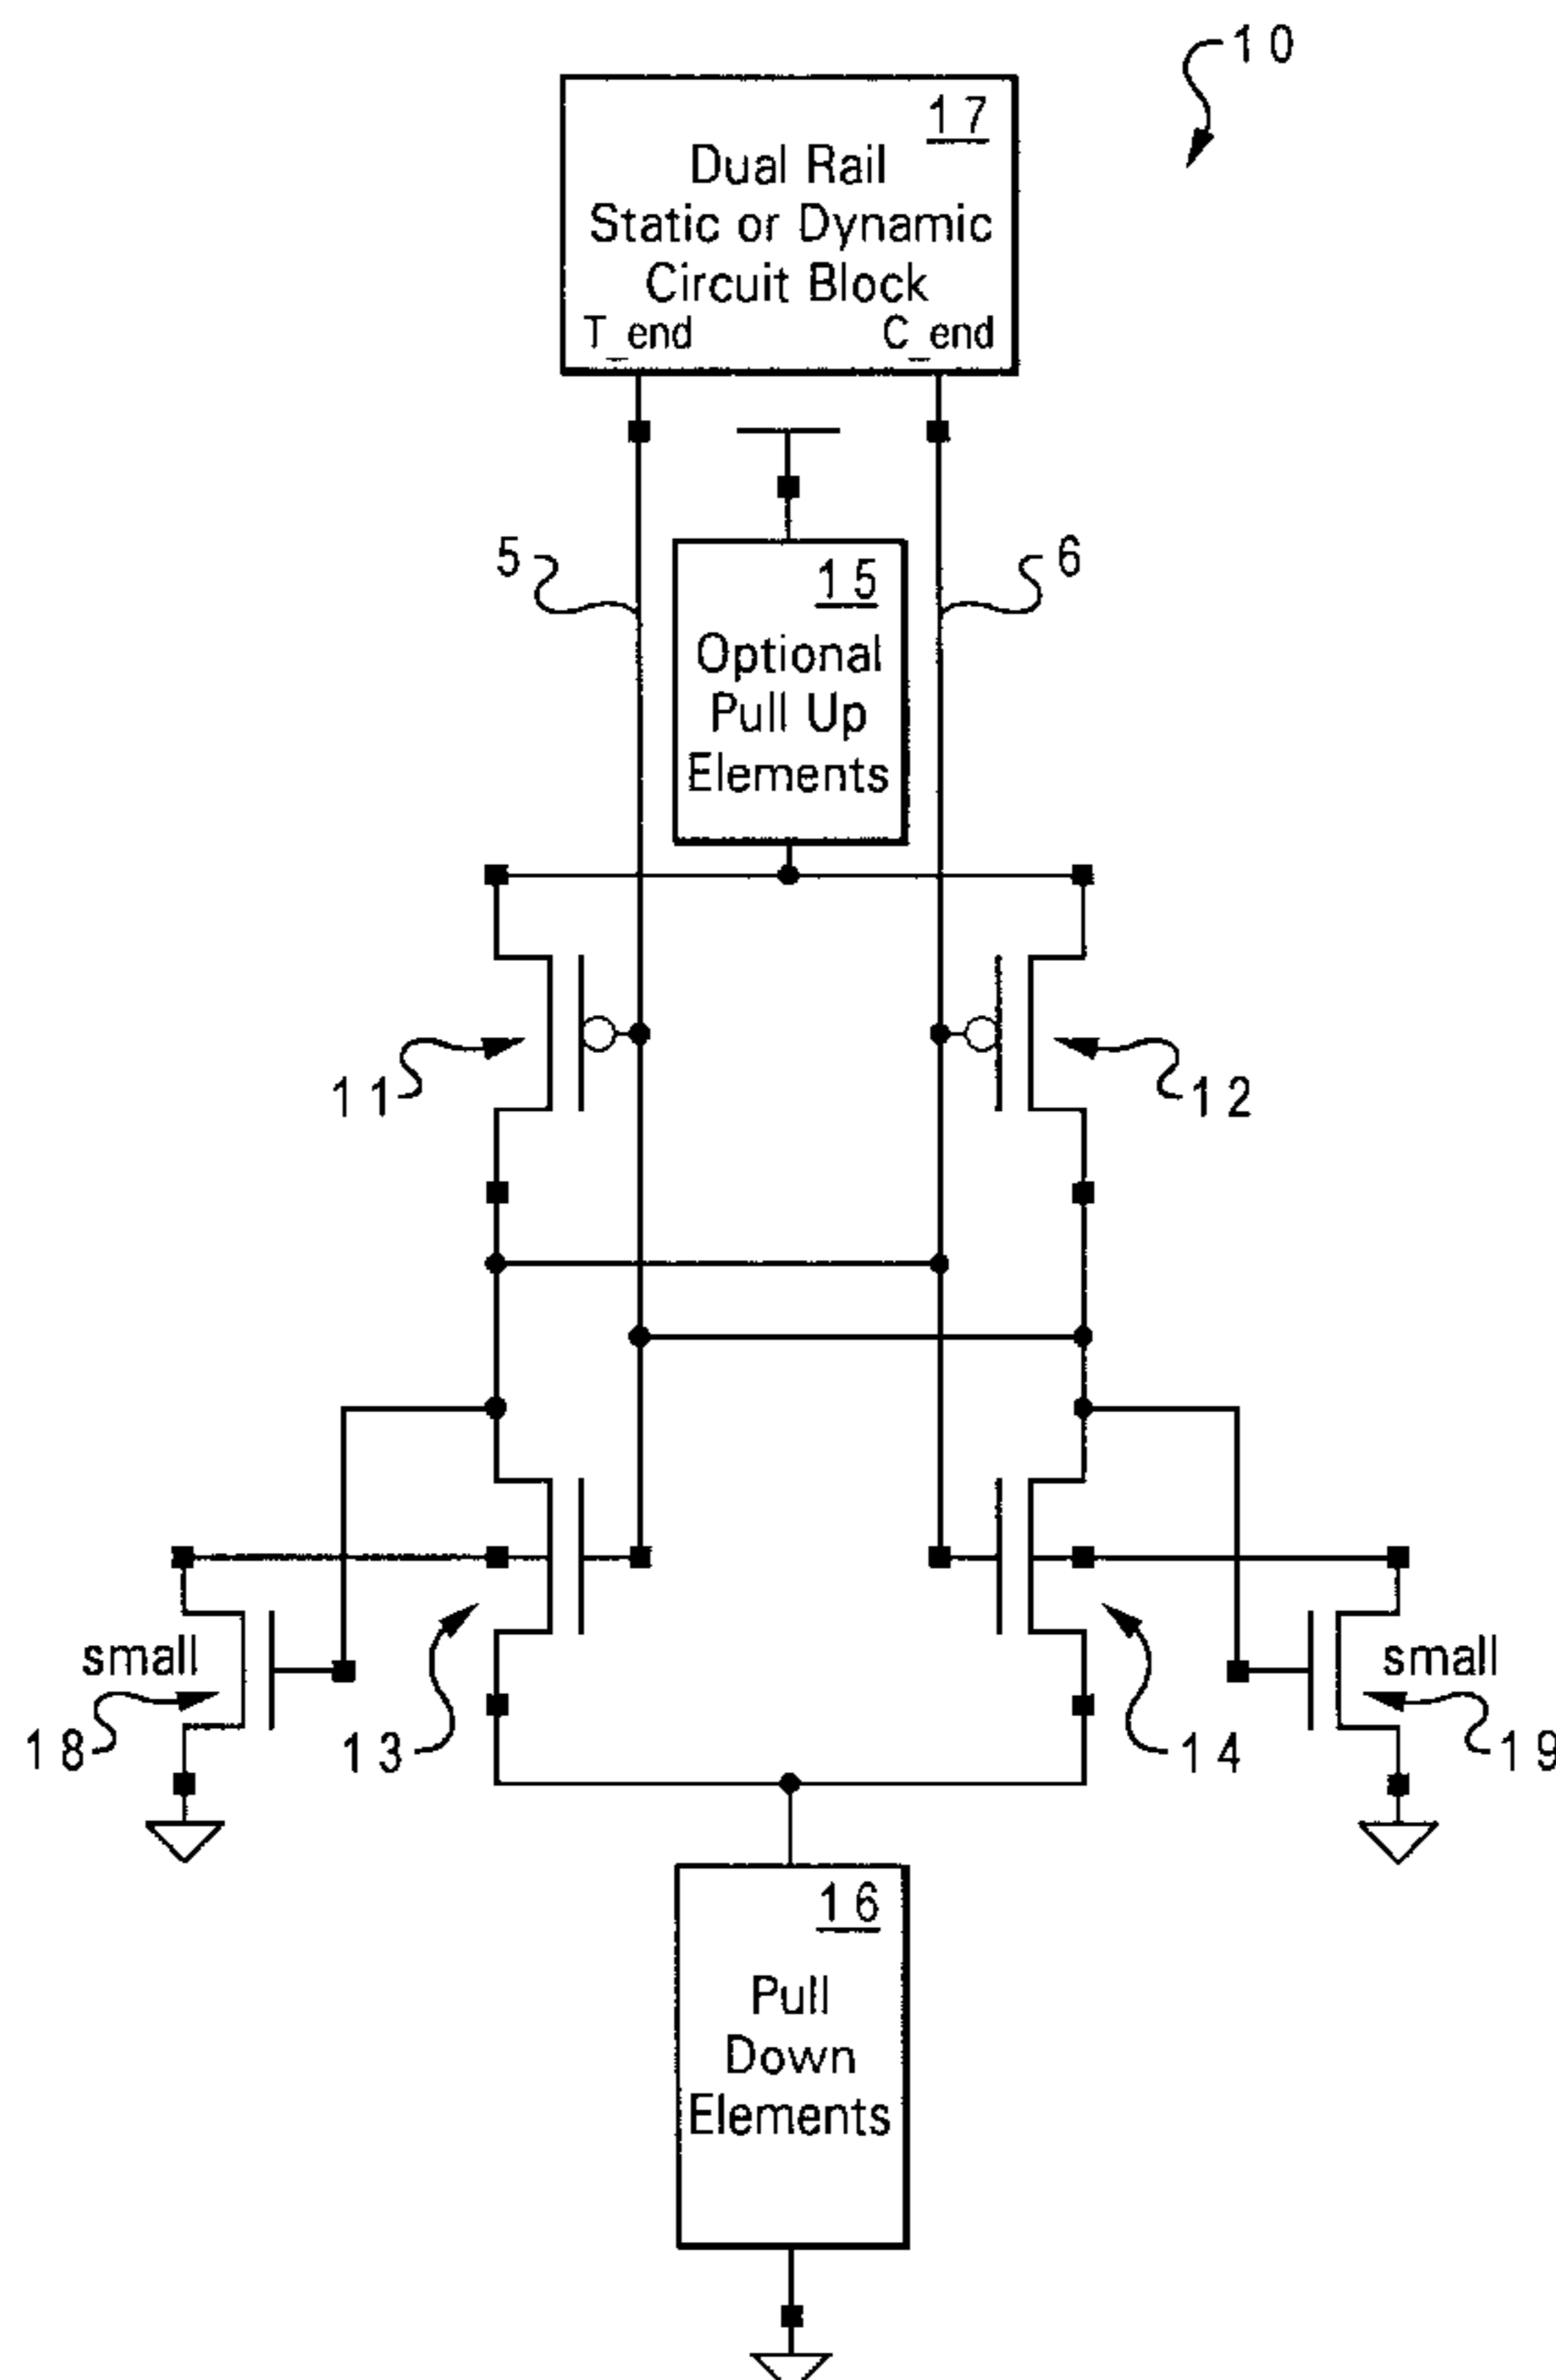 10
17
Dual Rail
Static or Dynamic
Circuit Block
T_end C_end
5
6
15
Optional
Pull Up
Elements
11
12
small
small
18
13
14
19
16
Pull
Down
Elements